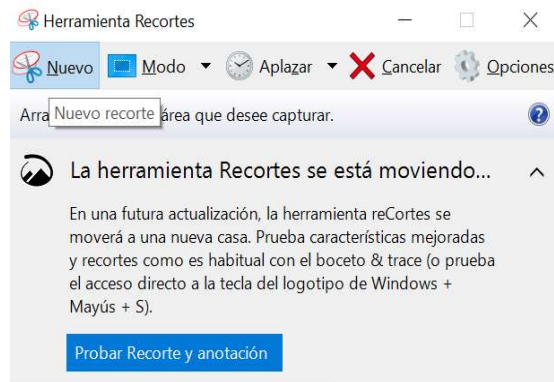 Herramienta Recortes
Nuevo Modo Aplazar Cancelar Opciones
Arra Nuevo recorte área que desee capturar.
La herramienta Recortes se está moviendo...
En una futura actualización, la herramienta reCortes se
moverá a una nueva casa. Prueba características mejoradas
y recortes como es habitual con el boceto & trace (o prueba
el acceso directo a la tecla del logotipo de Windows +
Mayús + S).
Probar Recorte y anotación